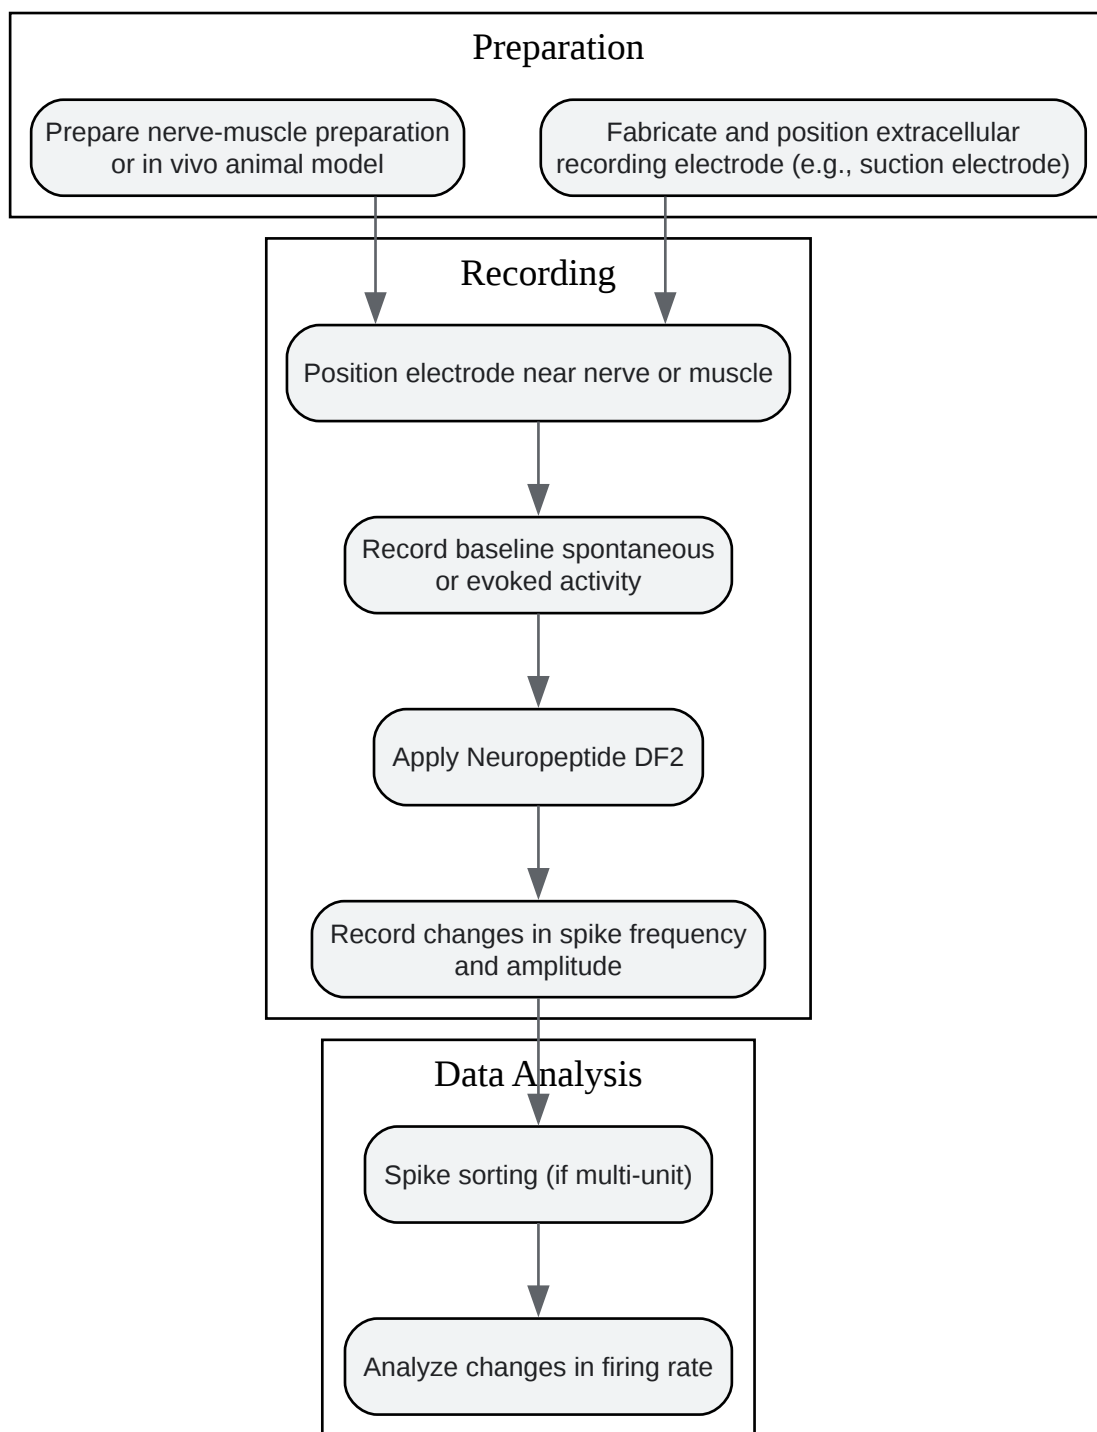 Preparation
Prepare nerve-muscle preparation
or in vivo animal model
Fabricate and position extracellular
recording electrode (e.g., suction electrode)
Recording
Position electrode near nerve or muscle
Record baseline spontaneous
or evoked activity
Apply Neuropeptide DF2
Record changes in spike frequency
and amplitude
Data Analysis
Spike sorting (if multi-unit)
Analyze changes in firing rate